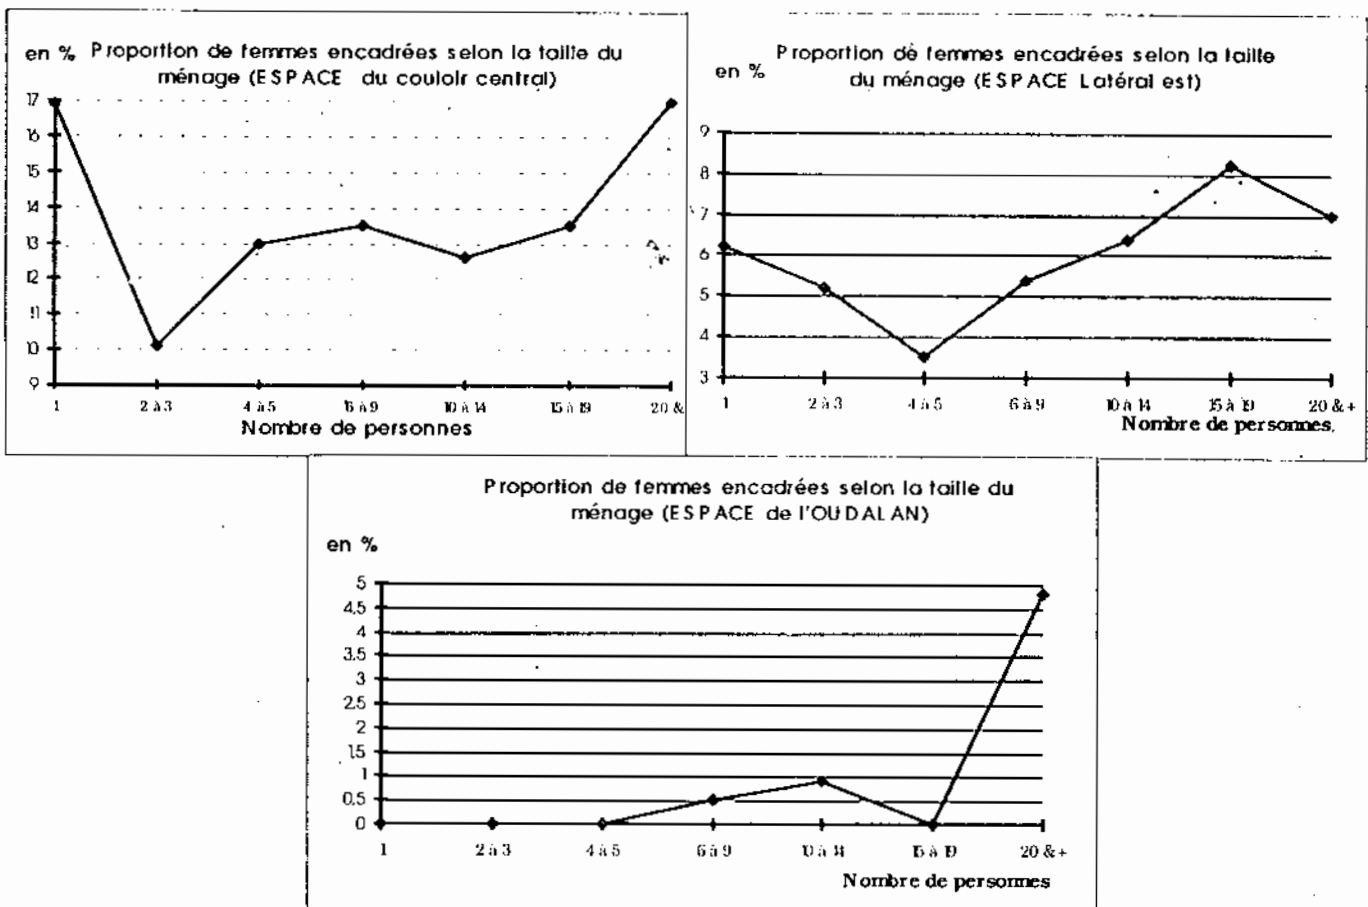 en % Proportion de femmes encadrées selon la taille du
ménage (ESPACE du couloir central)
17
16
15
14
13
12
11
10
9
1 2 à 3 4 à 5 6 à 9 10 à 14 15 à 19 20 &
Nombre de personnes
Proportion de femmes encadrées selon la taille
en % du ménage (ESPACE Latéral est)
9
8
7
6
5
4
3
1 2 à 3 4 à 5 6 à 9 10 à 14 15 à 19 20 &+
Nombre de personnes.
Proportion de femmes encadrées selon la taille du
ménage (ESPACE de l'OUDALAN)
en %
5
4.5
4
3.5
3
2.5
2
1.5
1
0.5
0
1 2 à 3 4 à 5 6 à 9 10 à 14 15 à 19 20 &+
Nombre de personnes